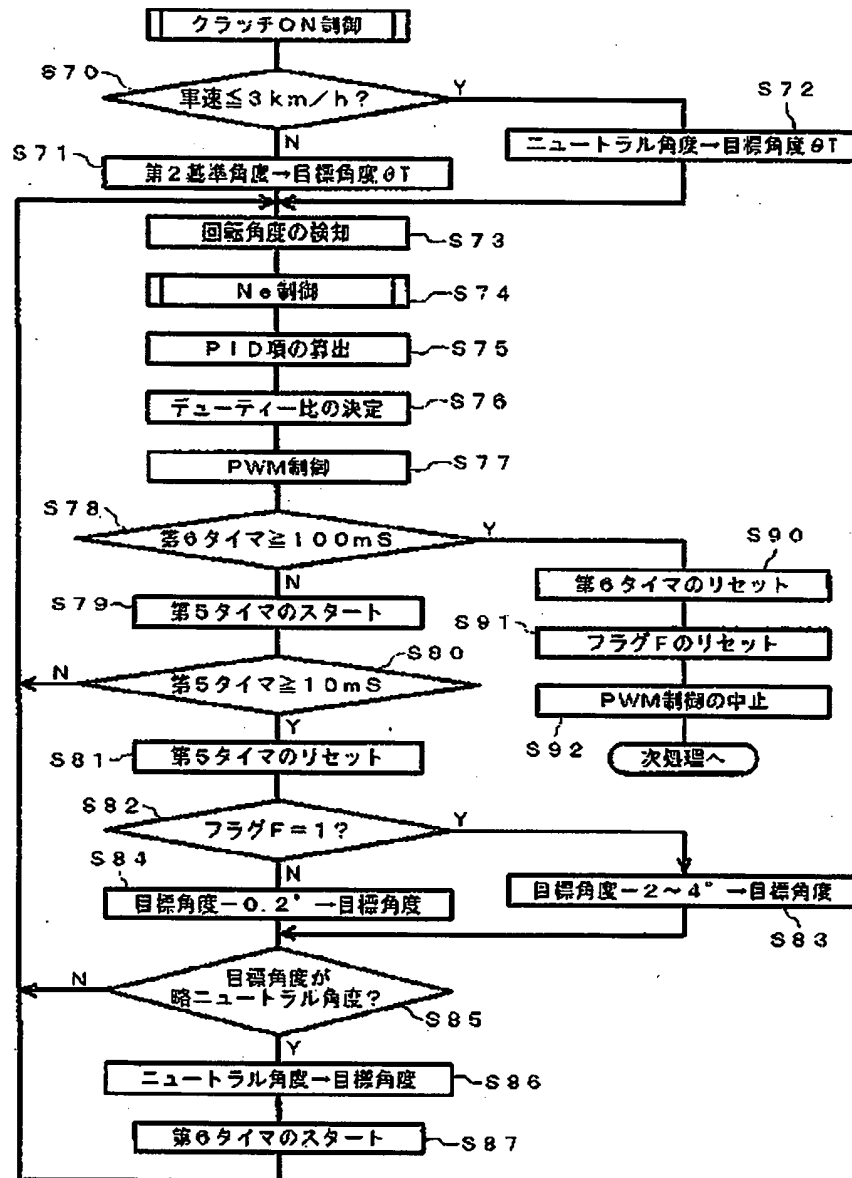 クラッチON制御
S70
車速≦3km/h?
Y
N
S72
ニュートラル角度→目標角度θT
S71
第2基準角度→目標角度θT
回転角度の検知
S73
Ne制御
S74
PID項の算出
S75
デューティー比の決定
S76
PWM制御
S77
S78
第6タイマ≧100mS
Y
N
S90
第6タイマのリセット
S79
第5タイマのスタート
S91
フラグFのリセット
S80
N
第5タイマ≧10mS
Y
PWM制御の中止
S92
次処理へ
S81
第5タイマのリセット
S82
フラグF=1?
Y
N
S84
目標角度-0.2°→目標角度
目標角度-2~4°→目標角度
S83
N
目標角度が
略ニュートラル角度?
S85
Y
ニュートラル角度→目標角度
S86
第6タイマのスタート
S87